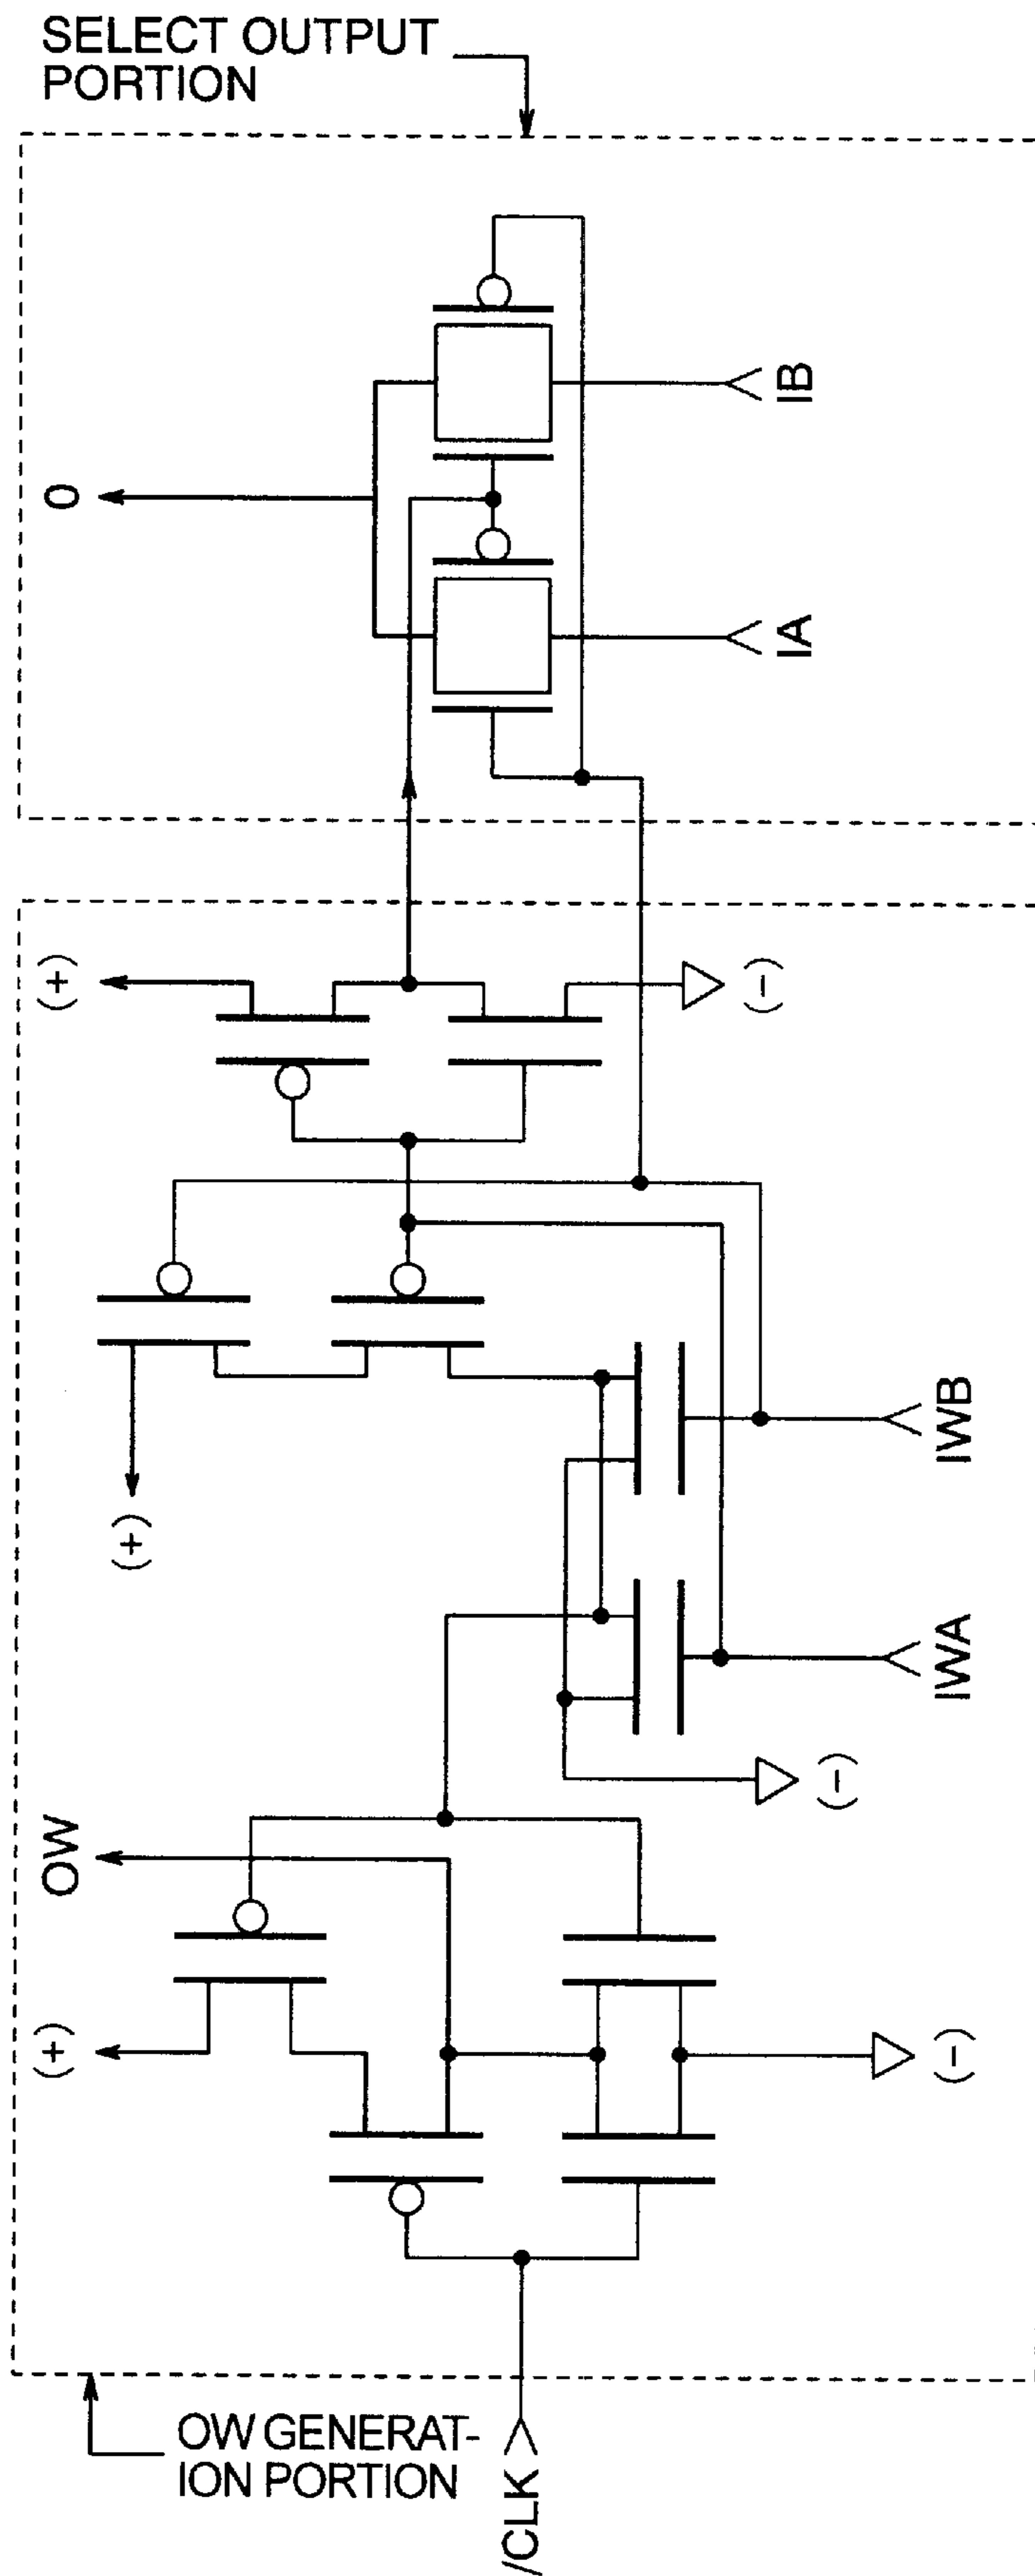 SELECT OUTPUT
PORTION
0
IB
IA
(+)
(-)
(+)
IWB
IWA
(-)
OW
(+)
(-)
OW GENERAT-
ION PORTION
/CLK